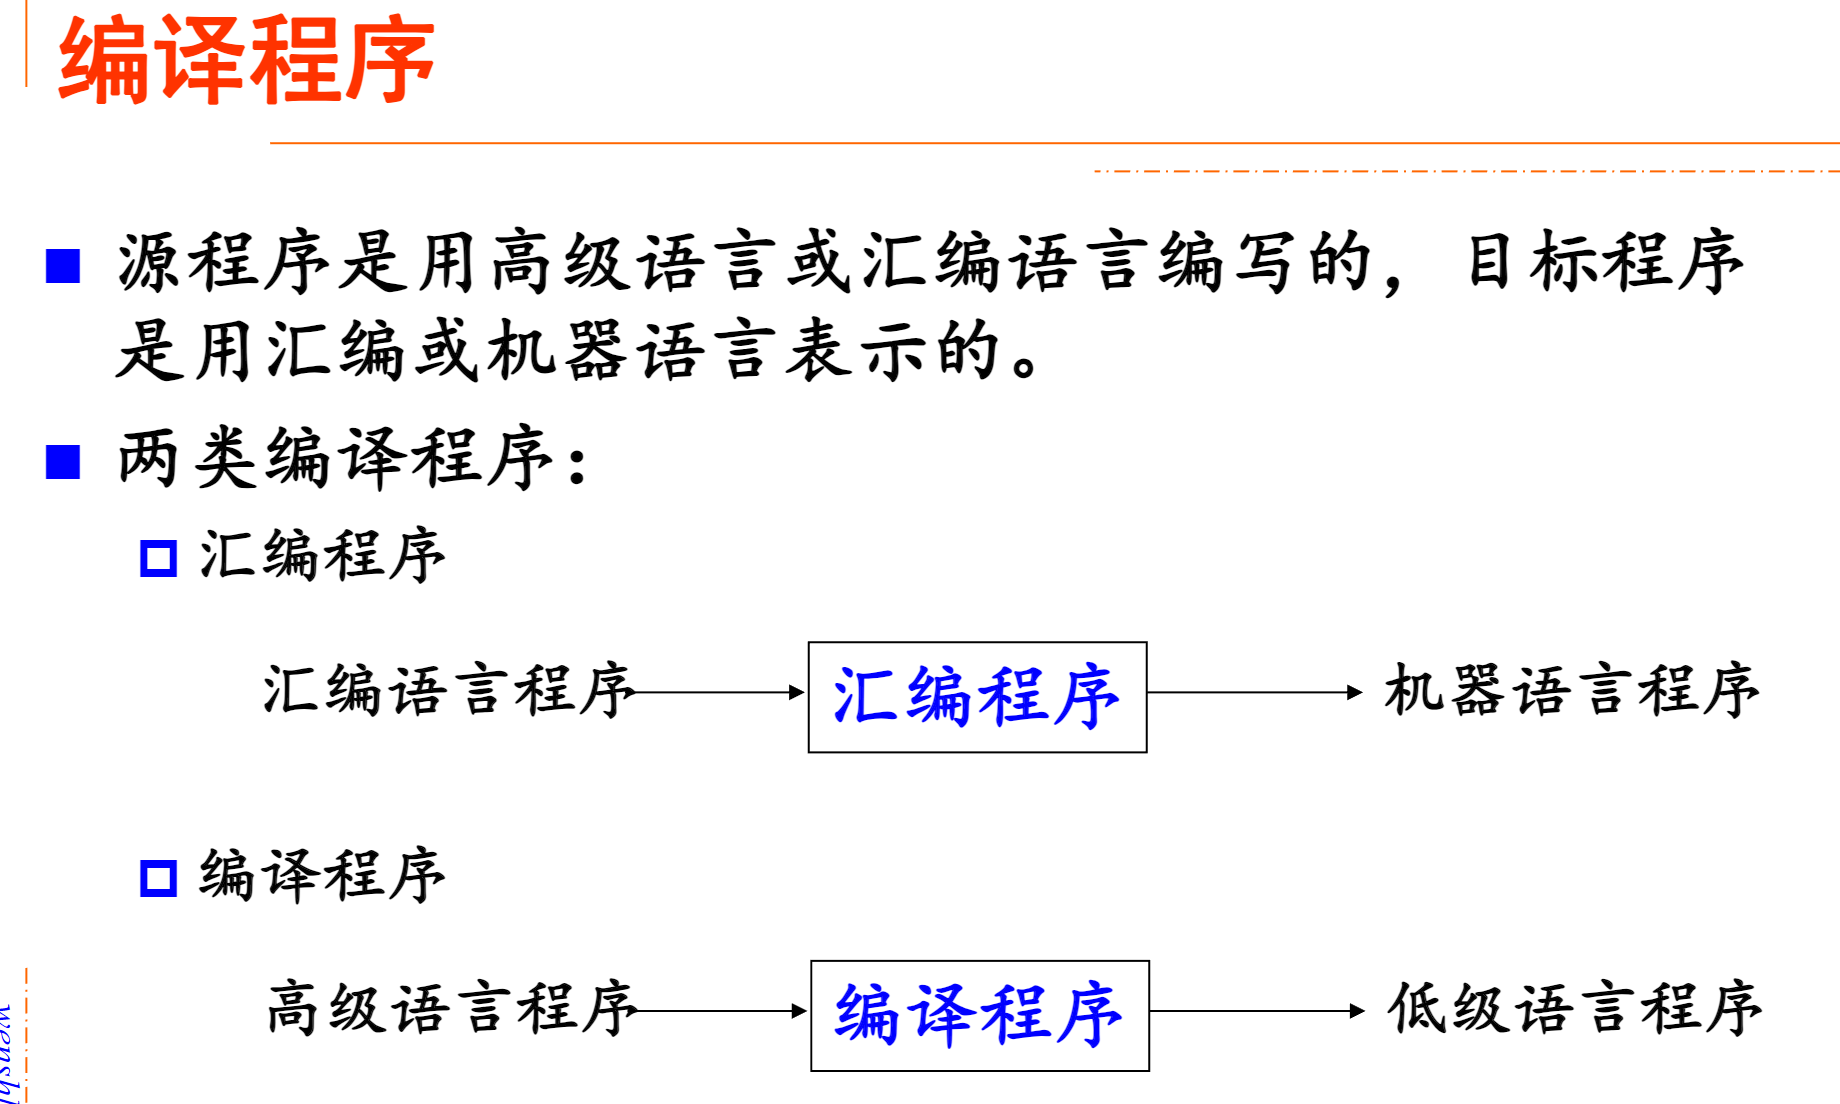 编译程序
源程序是用高级语言或汇编语言编写的，目标程序
是用汇编或机器语言表示的。
两类编译程序：
汇编程序
汇编语言程序 汇编程序 机器语言程序
编译程序
高级语言程序 编译程序 低级语言程序